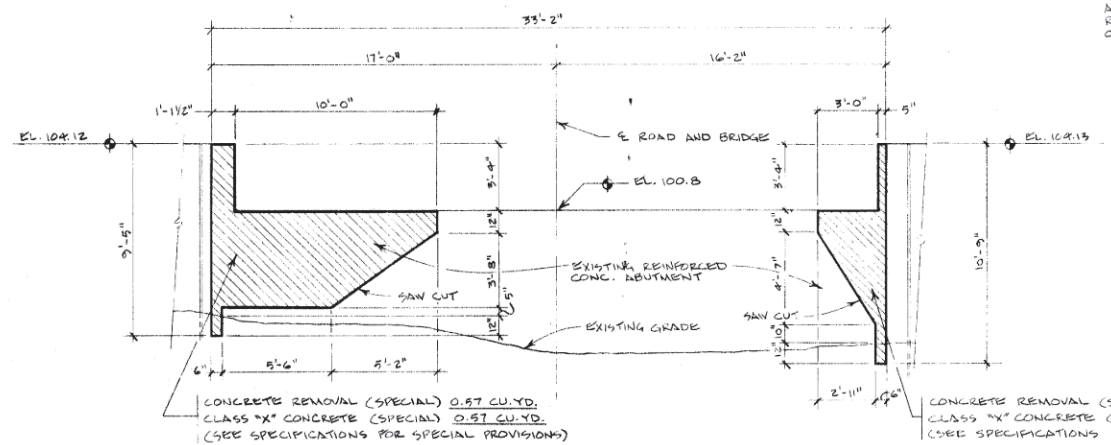 33'-2"
17'-0"
16'-2"
1'-1½"
10'-0"
3'-0"
5"
EL. 104.12
℄ ROAD AND BRIDGE
EL. 104.13
3'-4"
EL. 100.8
3'-4"
12"
12"
9'-5"
3'-8"
EXISTING REINFORCED
CONC. ABUTMENT
4'-7"
10'-9"
SAW CUT
5"
SAW CUT
12"
EXISTING GRADE
10"
12"
6"
5'-6"
5'-2"
2'-11"
6"
CONCRETE REMOVAL (SPECIAL) 0.57 CU.YD.
CLASS "X" CONCRETE (SPECIAL) 0.57 CU.YD.
(SEE SPECIFICATIONS FOR SPECIAL PROVISIONS)
CONCRETE REMOVAL (S
CLASS "X" CONCRETE (
(SEE SPECIFICATIONS